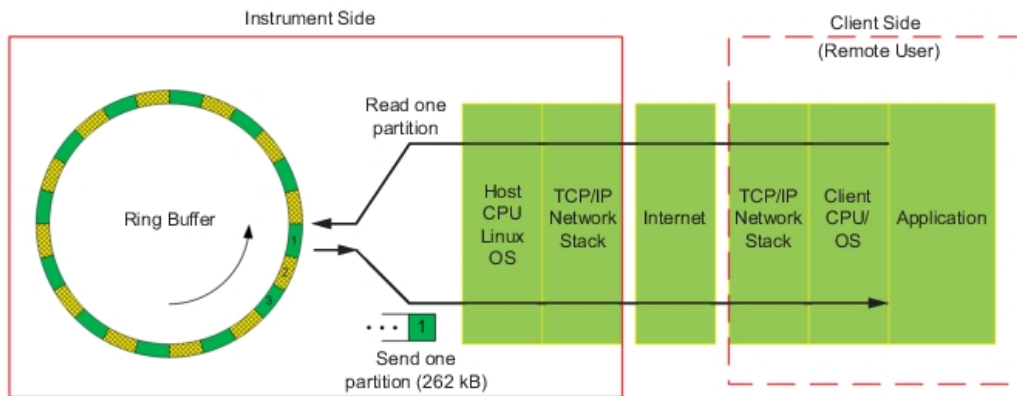 Instrument Side
Client Side
(Remote User)
Read one
partition
Ring Buffer
1
2
3
Host
CPU
Linux
OS
TCP/IP
Network
Stack
Internet
TCP/IP
Network
Stack
Client
CPU/
OS
Application
••• 1
Send one
partition (262 kB)